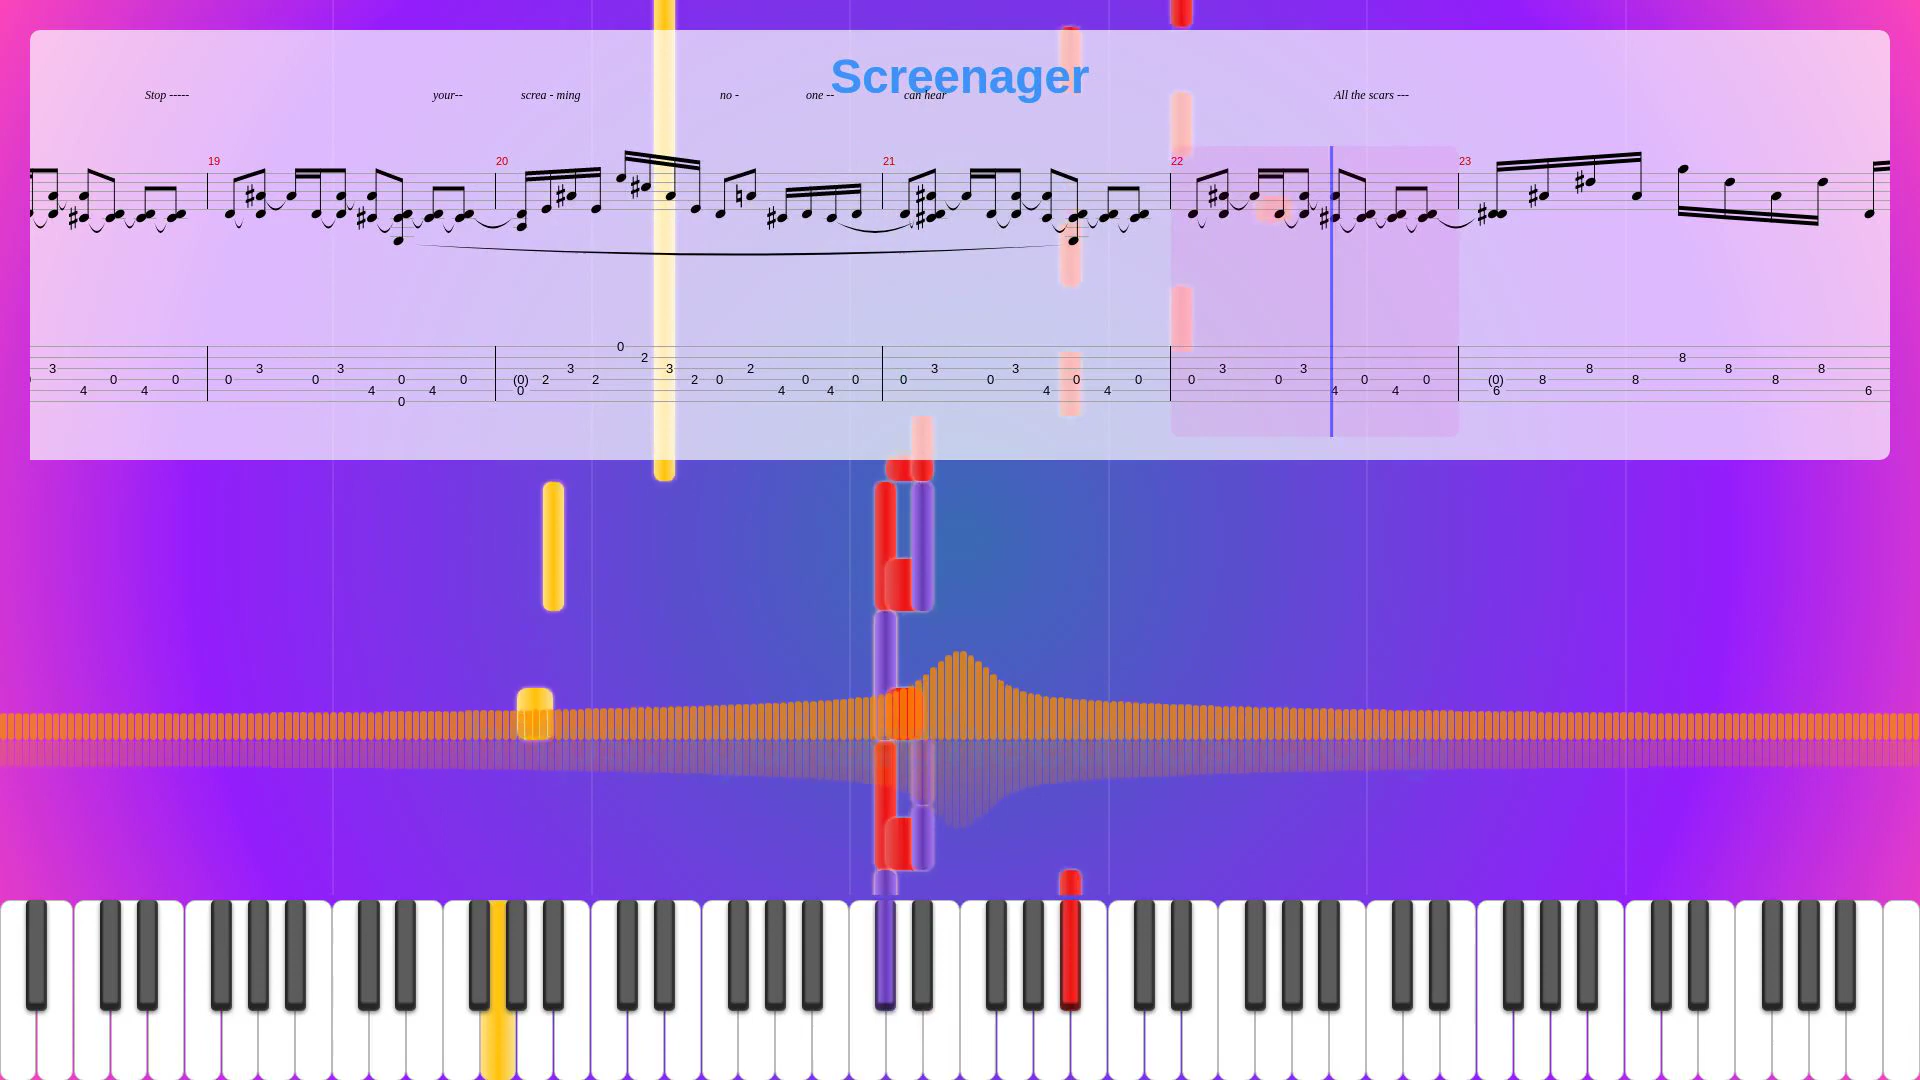 Screenager
Stop ----- your-- screa - ming no - one -- can hear All the scars ---
19 20 21 22 23
0
2 8
3 3 3 3 2 3 3 3 8 8 8
0 0 0 0 0 0 (0) 2 2 2 0 0 0 0 0 0 0 0 0 0 0 (0) 8 8 8
4 4 4 4 0 4 4 4 4 4 4 6 6
0